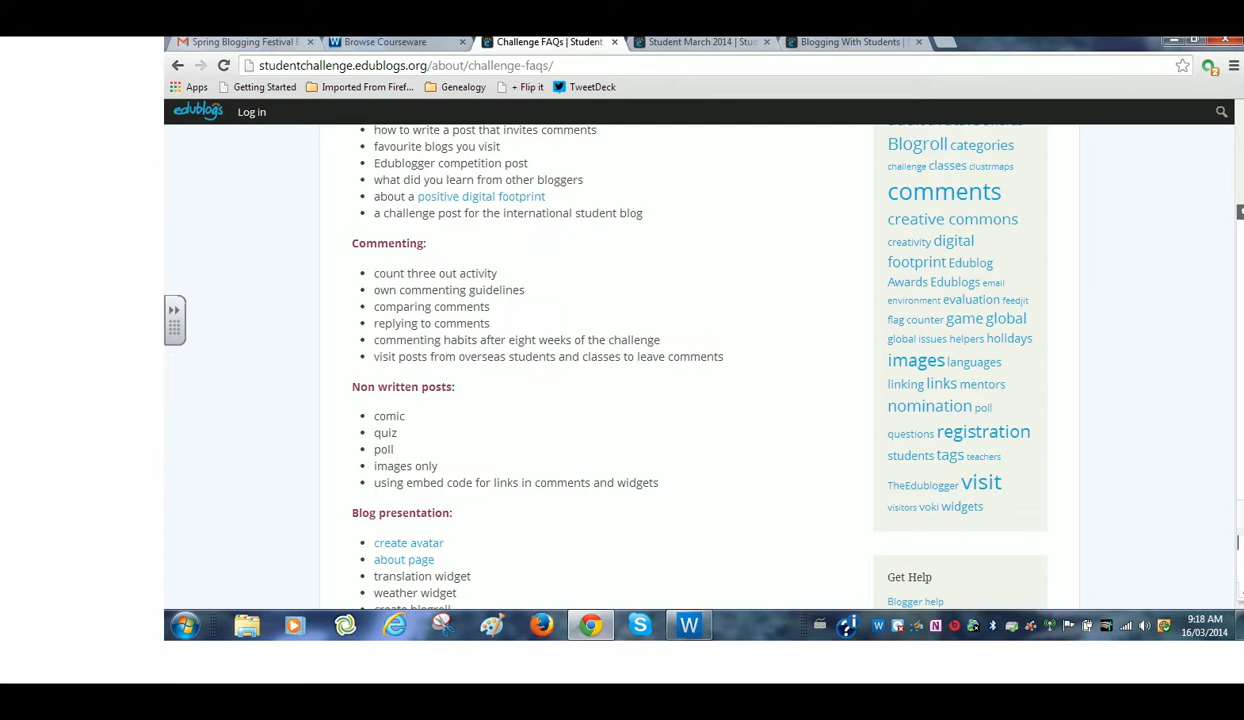 Spring Blogging Festival E
Browse Courseware
Challenge FAQs | Student
Student March 2014 | Stud
Blogging With Students |
studentchallenge.edublogs.org/about/challenge-faqs/
Apps
Getting Started
Imported From Firef...
Genealogy
+ Flip it
TweetDeck
edublogs
Log in
how to write a post that invites comments
favourite blogs you visit
Edublogger competition post
what did you learn from other bloggers
about a positive digital footprint
a challenge post for the international student blog
Commenting:
count three out activity
own commenting guidelines
comparing comments
replying to comments
commenting habits after eight weeks of the challenge
visit posts from overseas students and classes to leave comments
Non written posts:
comic
quiz
poll
images only
using embed code for links in comments and widgets
Blog presentation:
create avatar
about page
translation widget
weather widget
create blogroll
Blogroll categories
challenge classes clustrmaps
comments
creative commons
creativity digital
footprint Edublog
Awards Edublogs email
environment evaluation feedjit
flag counter game global
global issues helpers holidays
images languages
linking links mentors
nomination poll
questions registration
students tags teachers
TheEdublogger visit
visitors voki widgets
Get Help
Blogger help
9:18 AM
16/03/2014